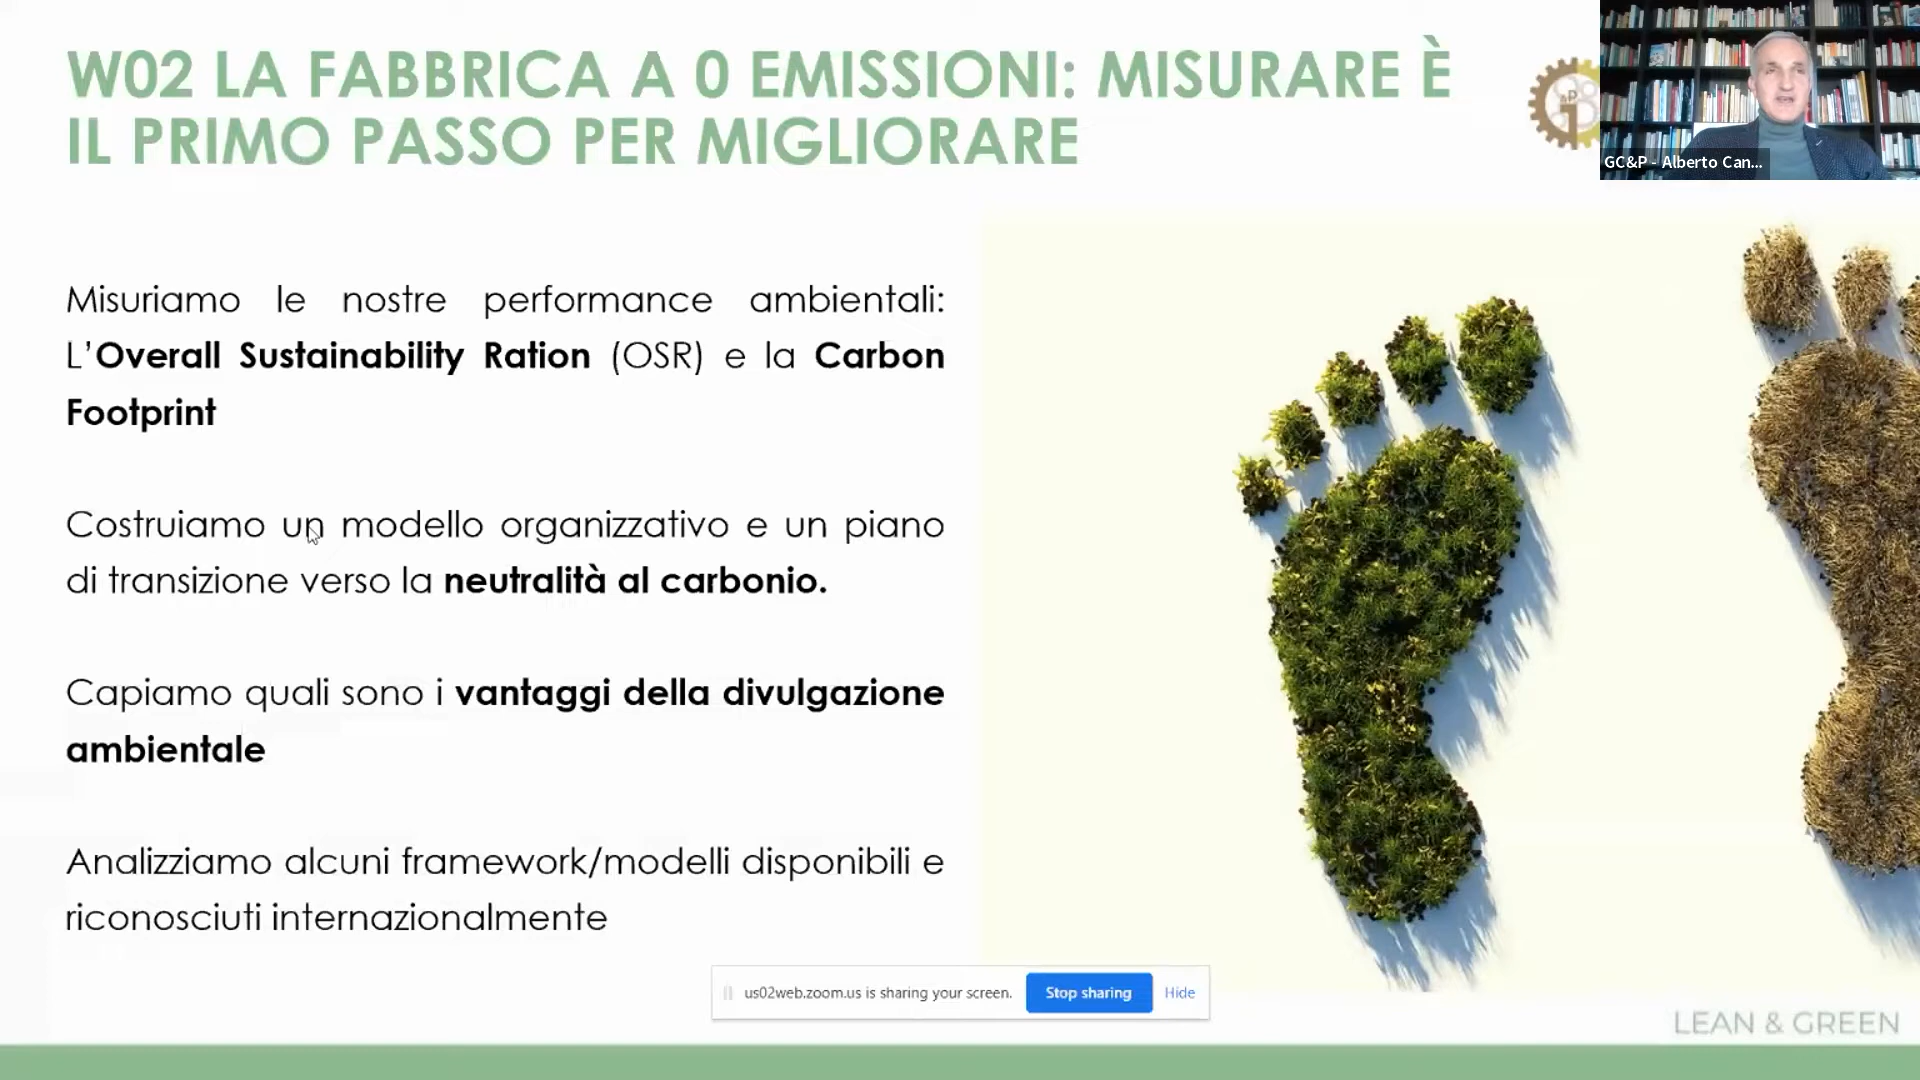 W02 LA FABBRICA A 0 EMISSIONI: MISURARE È
IL PRIMO PASSO PER MIGLIORARE
GC&P - Alberto Can...
Misuriamo le nostre performance ambientali:
L’Overall Sustainability Ration (OSR) e la Carbon
Footprint
Costruiamo un modello organizzativo e un piano
di transizione verso la neutralità al carbonio.
Capiamo quali sono i vantaggi della divulgazione
ambientale
Analizziamo alcuni framework/modelli disponibili e
riconosciuti internazionalmente
us02web.zoom.us is sharing your screen.
Stop sharing
Hide
LEAN & GREEN